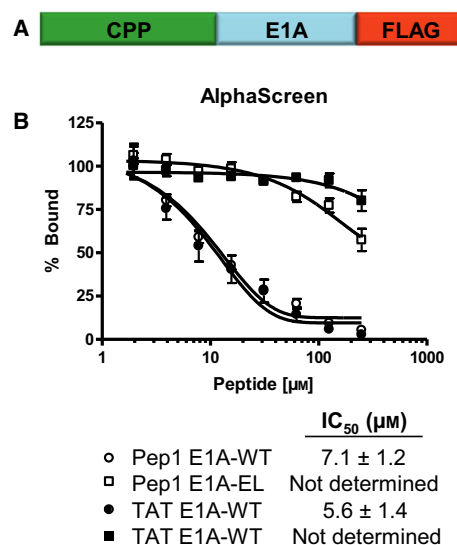 A CPP E1A FLAG
AlphaScreen
B
125
100
75
50
25
0
% Bound
1 10 100 1000
Peptide [μM]
IC50 (μM)
Pep1 E1A-WT 7.1 ± 1.2
Pep1 E1A-EL Not determined
TAT E1A-WT 5.6 ± 1.4
TAT E1A-WT Not determined